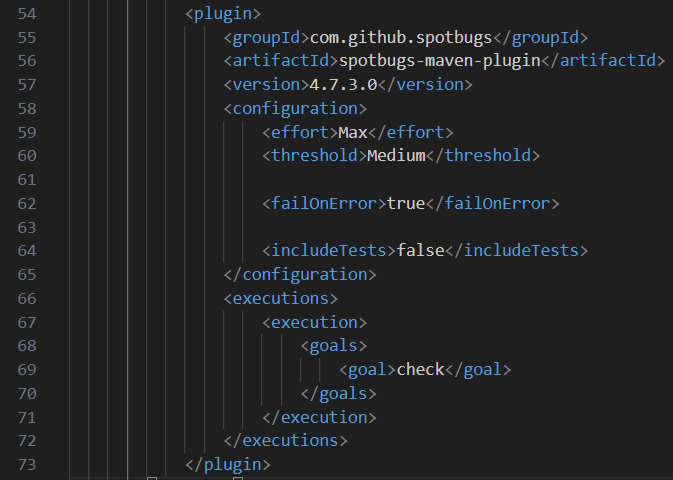 54 <plugin>
55 <groupId>com.github.spotbugs</groupId>
56 <artifactId>spotbugs-maven-plugin</artifactId>
57 <version>4.7.3.0</version>
58 <configuration>
59 <effort>Max</effort>
60 <threshold>Medium</threshold>
61
62 <failOnError>true</failOnError>
63
64 <includeTests>false</includeTests>
65 </configuration>
66 <executions>
67 <execution>
68 <goals>
69 <goal>check</goal>
70 </goals>
71 </execution>
72 </executions>
73 </plugin>